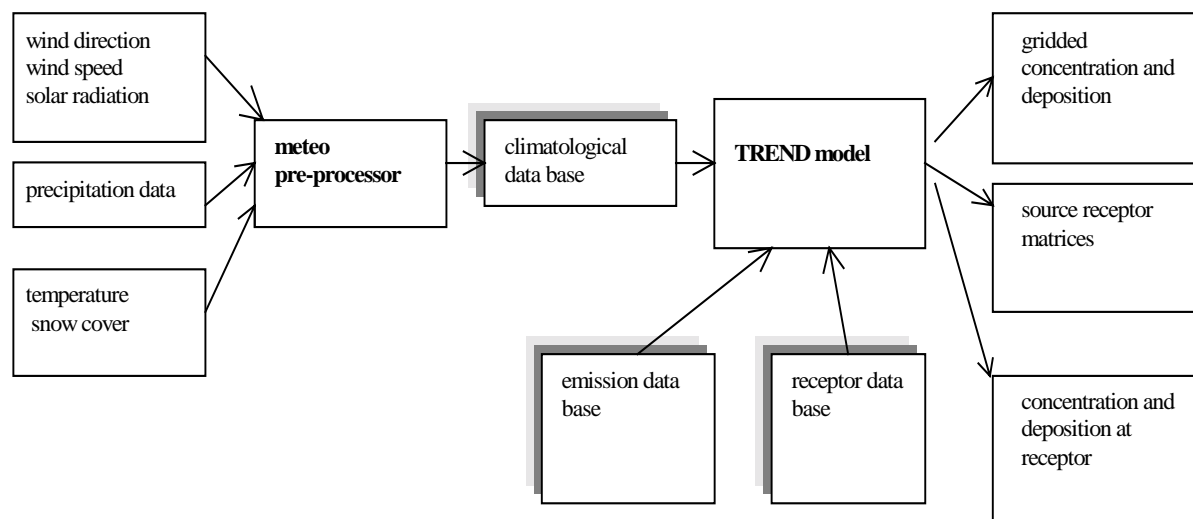 wind direction
wind speed
solar radiation
precipitation data
temperature
snow cover
meteo
pre-processor
climatological
data base
TREND model
emission data
base
receptor data
base
gridded
concentration and
deposition
source receptor
matrices
concentration and
deposition at
receptor